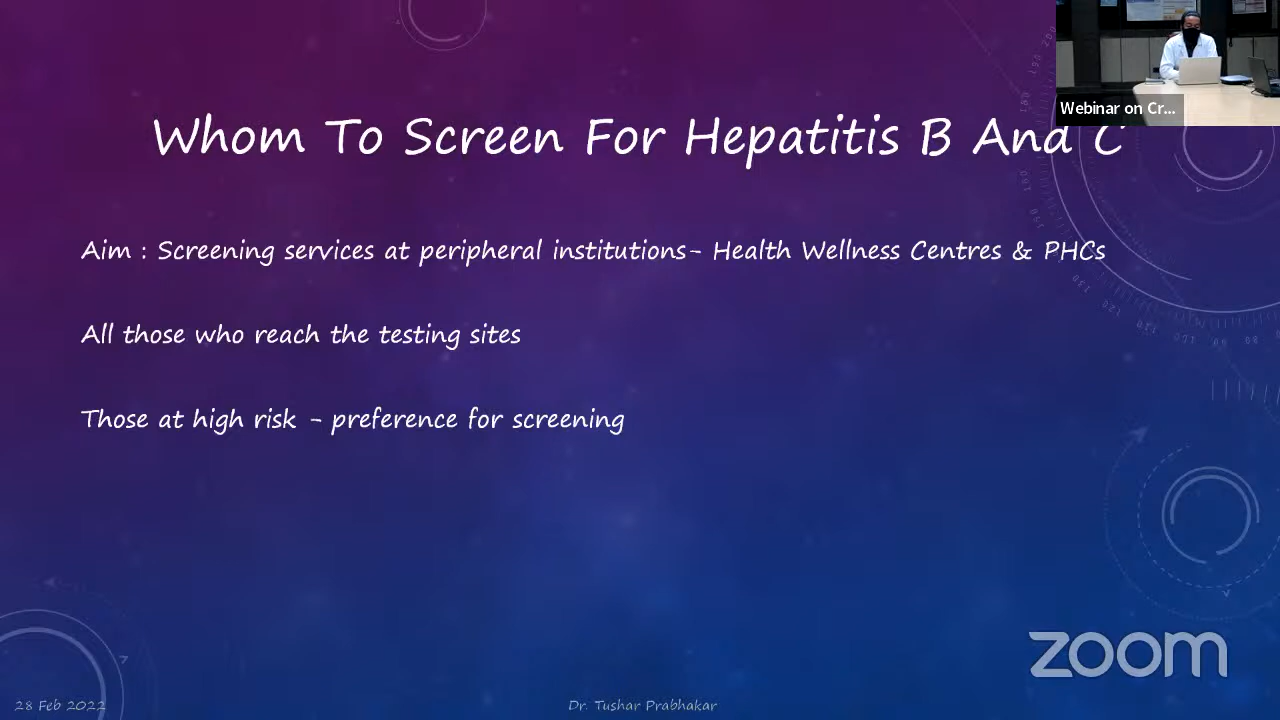 Webinar on Cr...
Whom To Screen For Hepatitis B And C
Aim : Screening services at peripheral institutions- Health Wellness Centres & PHCs
All those who reach the testing sites
Those at high risk - preference for screening
zoom
28 Feb 2022
Dr. Tushar Prabhakar